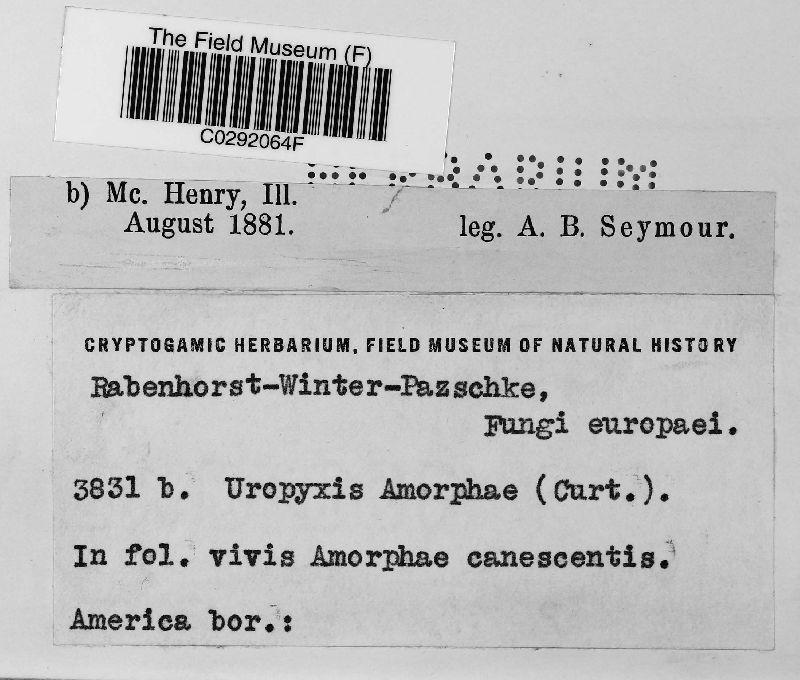 The Field Museum (F)
C0292064F
HERBARIUM
b) Mc. Henry, Ill.
August 1881. leg. A. B. Seymour.
CRYPTOGAMIC HERBARIUM, FIELD MUSEUM OF NATURAL HISTORY
Rabenhorst-Winter-Pazschke,
Fungi europaei.
3831 b. Uropyxis Amorphae (Curt.).
In fol. vivis Amorphae canescentis.
America bor.: